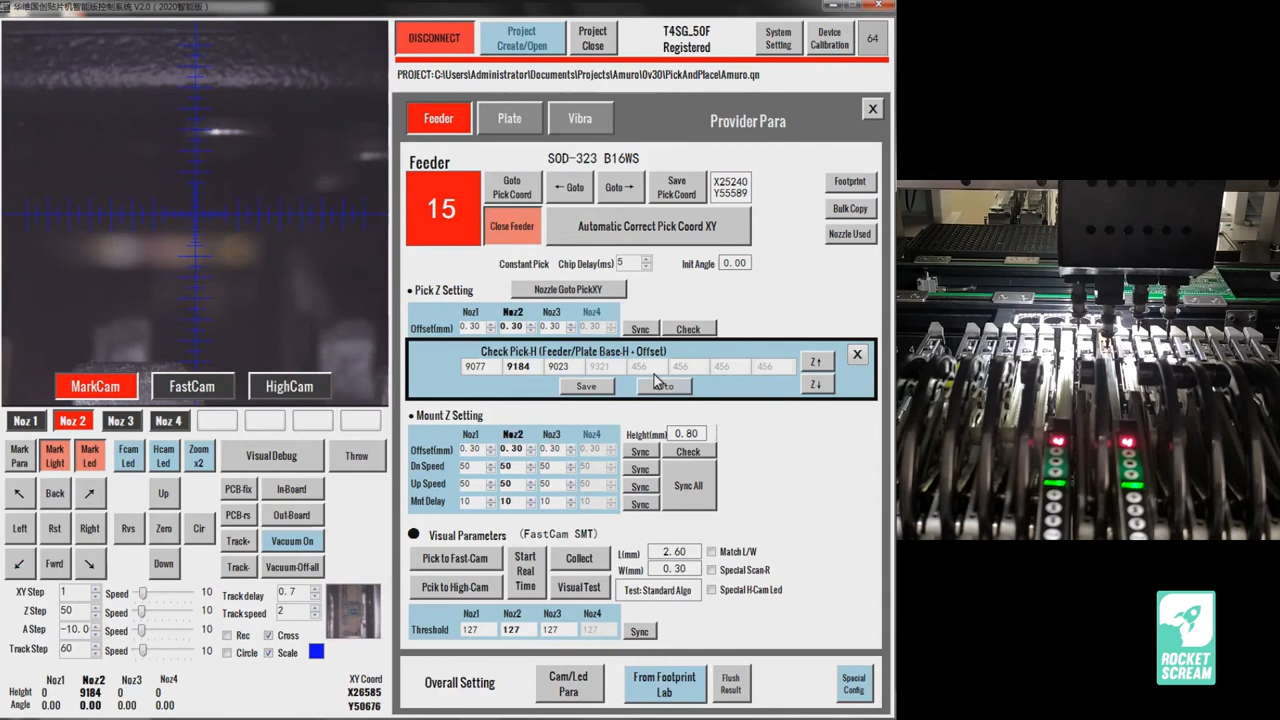 华维国创贴片机智能版控制系统 V2.0（2020智能版）
DISCONNECT
Project Create/Open
Project Close
T4SG_50F Registered
System Setting
Device Calibration
64
PROJECT:C:\Users\Administrator\Documents\Projects\Amuro\0v30\PickAndPlace\Amuro.qn
Feeder Plate Vibra Provider Para X
Feeder SOD-323 B16WS
15
Goto Pick Coord
←Goto
Goto→
Save Pick Coord
X25240
Y55589
Close Feeder
Automatic Correct Pick Coord XY
Footprint
Bulk Copy
Nozzle Used
Constant Pick Chip Delay(ms) 5 Init Angle 0.00
• Pick Z Setting Nozzle Goto PickXY
Noz1 Noz2 Noz3 Noz4
Offset(mm) 0.30 0.30 0.30 0.30 Sync Check
Check Pick-H (Feeder/Plate Base-H + Offset)
9077 9184 9023 9321 456 456 456 456
Z↑ X
Save
Z↓
• Mount Z Setting
Noz1 Noz2 Noz3 Noz4 Height(mm) 0.80
Offset(mm) 0.30 0.30 0.30 0.30 Sync Check
Dn Speed 50 50 50 50 Sync
Up Speed 50 50 50 50 Sync
Mnt Delay 10 10 10 10 Sync
Sync All
Visual Parameters (FastCam SMT)
Pick to Fast-Cam
Start Real Time
Collect
L(mm) 2.60
Match L/W
W(mm) 0.30
Special Scan-R
Pcik to High-Cam
Visual Test
Test: Standard Algo
Special H-Cam Led
Noz1 Noz2 Noz3 Noz4
Threshold 127 127 127 127 Sync
Overall Setting
Cam/Led Para
From Footprint Lab
Flush Result
Special Config
MarkCam FastCam HighCam
Noz 1 Noz 2 Noz 3 Noz 4
Mark Para
Mark Light
Mark Led
Fcam Led
Hcam Led
Zoom x2
Visual Debug
Throw
↖ Back ↗ Up
PCB-fix In-Board
Left Rst Right Rvs Zero Cir
PCB-rs Out-Board
Track+ Vacuum On
↙ Fwrd ↘ Down
Track- Vacuum-Off-all
XY Step 1 Speed 10 Track delay 0.7
Z Step 50 Speed 10 Track speed 2
A Step -10.0 Speed 10 Rec Cross
Track Step 60 Speed 10 Circle Scale
Noz1 Noz2 Noz3 Noz4 XY Coord
Height 0 9184 0 0 X26585
Angle 0.00 0.00 0.00 0.00 Y50676
ROCKET
SCREAM